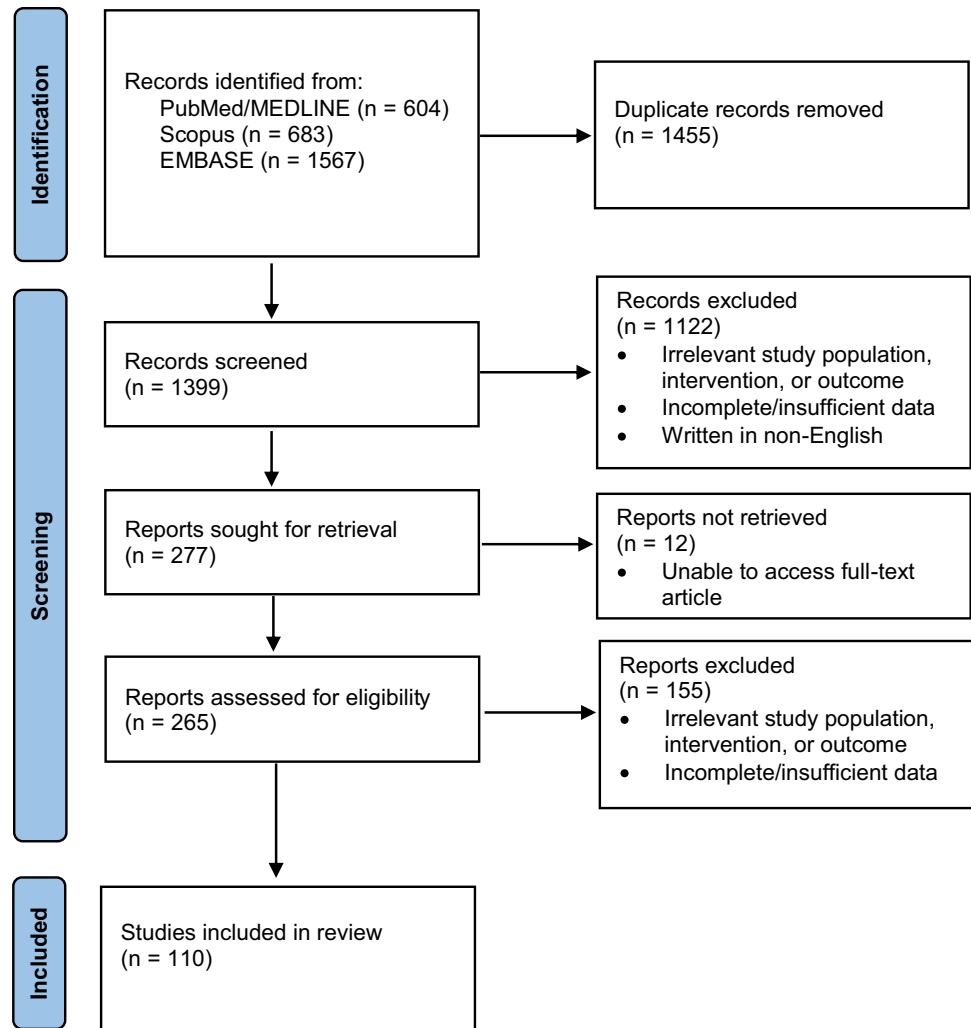 Identification
Records identified from:
PubMed/MEDLINE (n = 604)
Scopus (n = 683)
EMBASE (n = 1567)
Duplicate records removed
(n = 1455)
Screening
Records screened
(n = 1399)
Records excluded
(n = 1122)
• Irrelevant study population,
intervention, or outcome
• Incomplete/insufficient data
• Written in non-English
Reports sought for retrieval
(n = 277)
Reports not retrieved
(n = 12)
• Unable to access full-text
article
Reports assessed for eligibility
(n = 265)
Reports excluded
(n = 155)
• Irrelevant study population,
intervention, or outcome
• Incomplete/insufficient data
Included
Studies included in review
(n = 110)